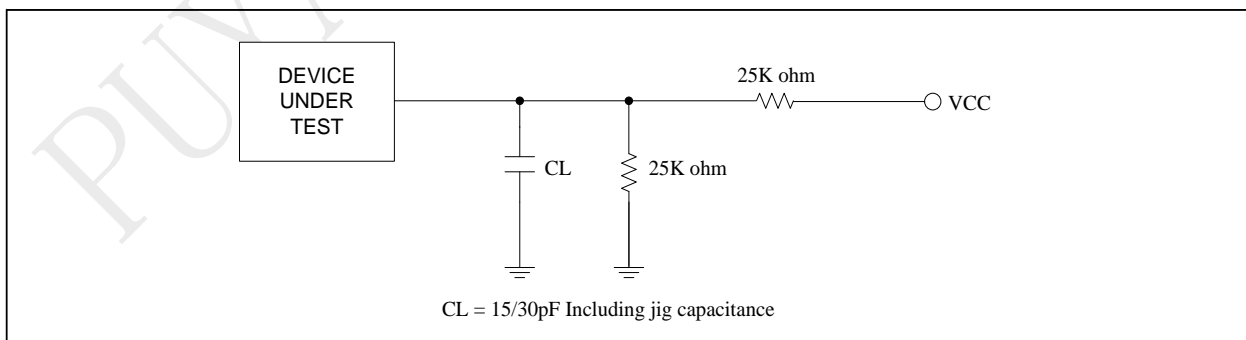 DEVICE
UNDER
TEST
25K ohm
VCC
CL
25K ohm
CL = 15/30pF Including jig capacitance